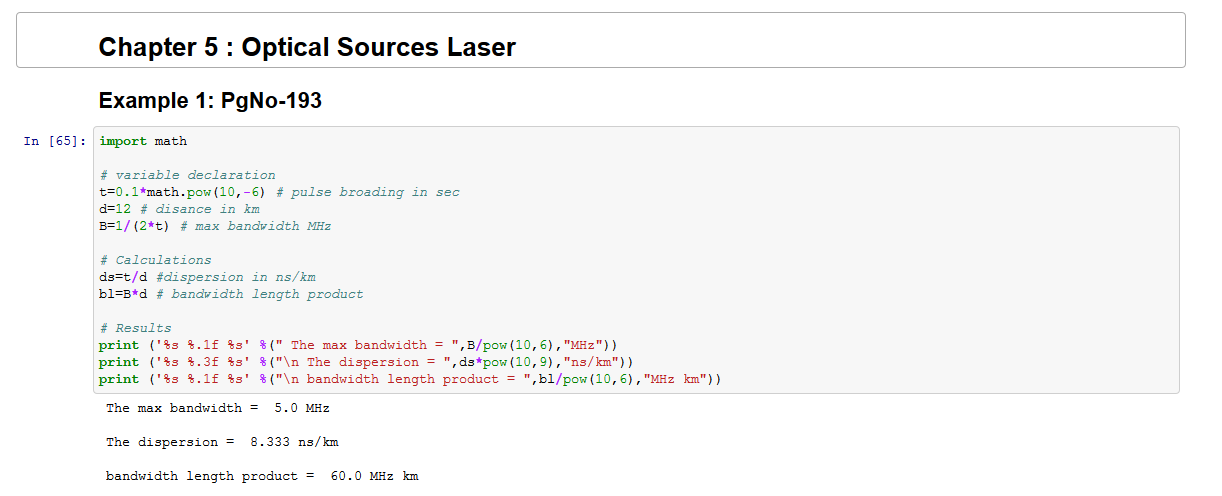 Chapter 5 : Optical Sources Laser
Example 1: PgNo-193
In [65]: import math
# variable declaration
t=0.1*math.pow(10,-6) # pulse broading in sec
d=12 # disance in km
B=1/(2*t) # max bandwidth MHz
# Calculations
ds=t/d #dispersion in ns/km
bl=B*d # bandwidth length product
# Results
print ('%s %.1f %s' %(" The max bandwidth = ",B/pow(10,6),"MHz"))
print ('%s %.3f %s' %("\n The dispersion = ",ds*pow(10,9),"ns/km"))
print ('%s %.1f %s' %("\n bandwidth length product = ",bl/pow(10,6),"MHz km"))
The max bandwidth =  5.0 MHz
The dispersion =  8.333 ns/km
bandwidth length product =  60.0 MHz km